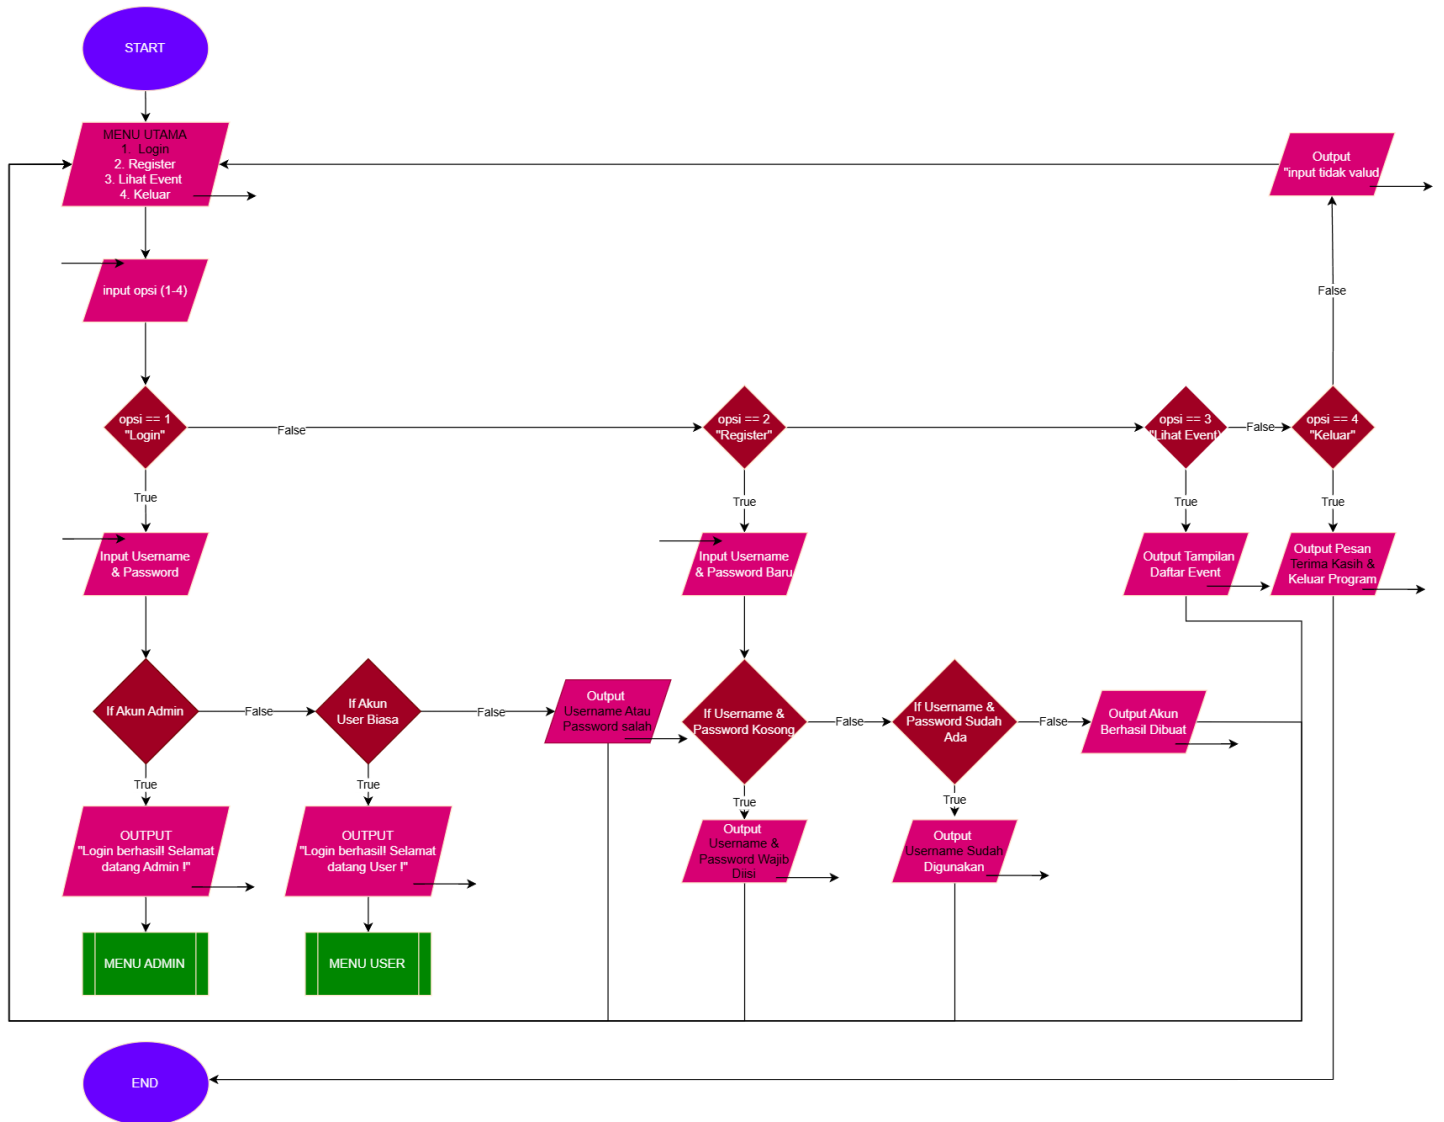 START
MENU UTAMA
1. Login
2. Register
3. Lihat Event
4. Keluar
Output
"input tidak valud
input opsi (1-4)
False
opsi == 1
"Login"
False
opsi == 2
"Register"
opsi == 3
"(Lihat Event)
False
opsi == 4
"Keluar"
True
True
True
True
Input Username
& Password
Input Username
& Password Baru
Output Tampilan
Daftar Event
Output Pesan
Terima Kasih &
Keluar Program
If Akun Admin
False
If Akun
User Biasa
False
Output
Username Atau
Password salah
If Username &
Password Kosong
False
If Username &
Password Sudah
Ada
False
Output Akun
Berhasil Dibuat
True
True
True
True
OUTPUT
"Login berhasil! Selamat
datang Admin !"
OUTPUT
"Login berhasil! Selamat
datang User !"
Output
Username &
Password Wajib
Diisi
Output
Username Sudah
Digunakan
MENU ADMIN
MENU USER
END